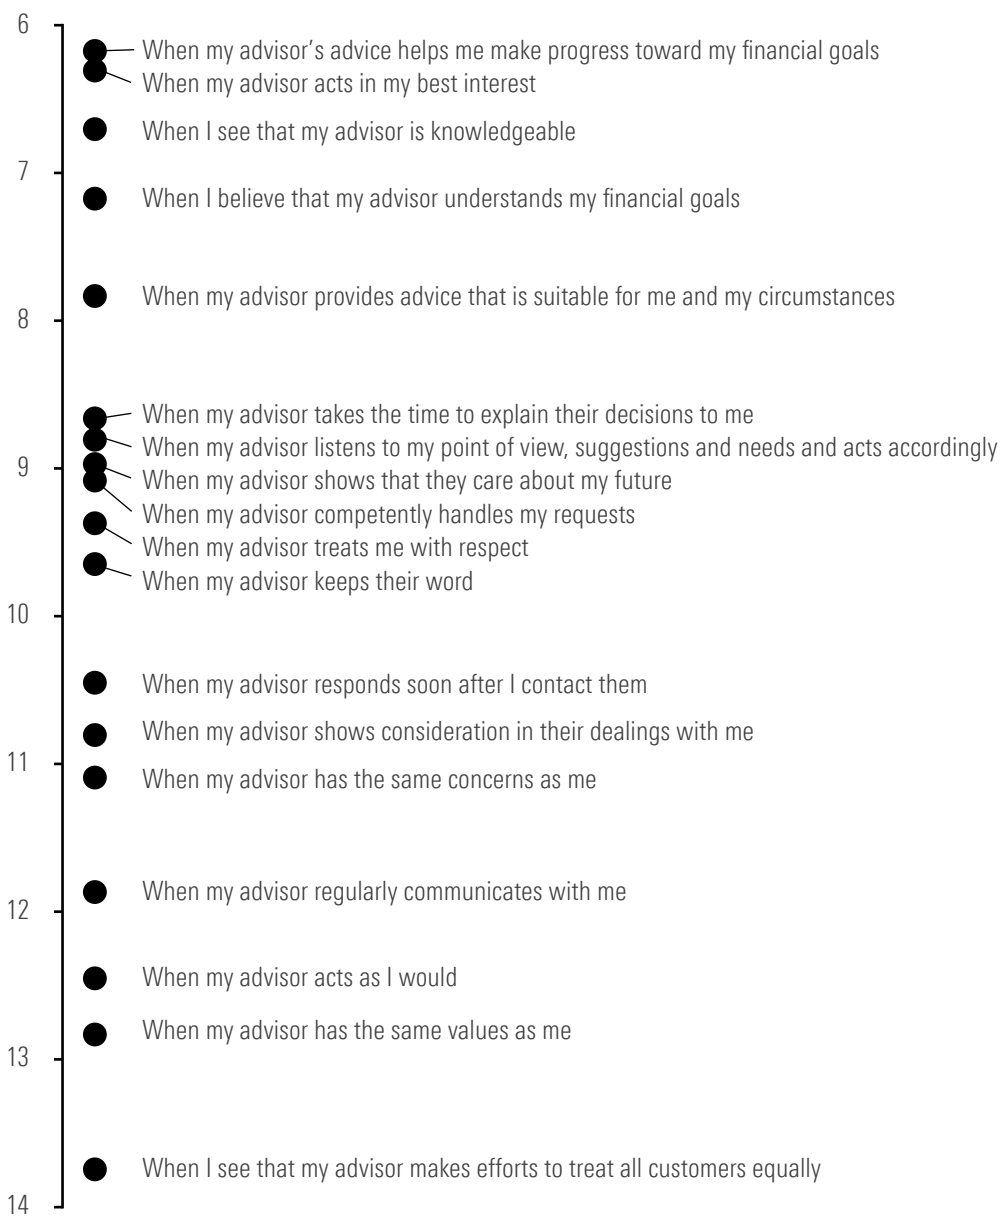 6
When my advisor’s advice helps me make progress toward my financial goals
When my advisor acts in my best interest
When I see that my advisor is knowledgeable
7
When I believe that my advisor understands my financial goals
When my advisor provides advice that is suitable for me and my circumstances
8
When my advisor takes the time to explain their decisions to me
When my advisor listens to my point of view, suggestions and needs and acts accordingly
9
When my advisor shows that they care about my future
When my advisor competently handles my requests
When my advisor treats me with respect
When my advisor keeps their word
10
When my advisor responds soon after I contact them
When my advisor shows consideration in their dealings with me
11
When my advisor has the same concerns as me
When my advisor regularly communicates with me
12
When my advisor acts as I would
When my advisor has the same values as me
13
When I see that my advisor makes efforts to treat all customers equally
14